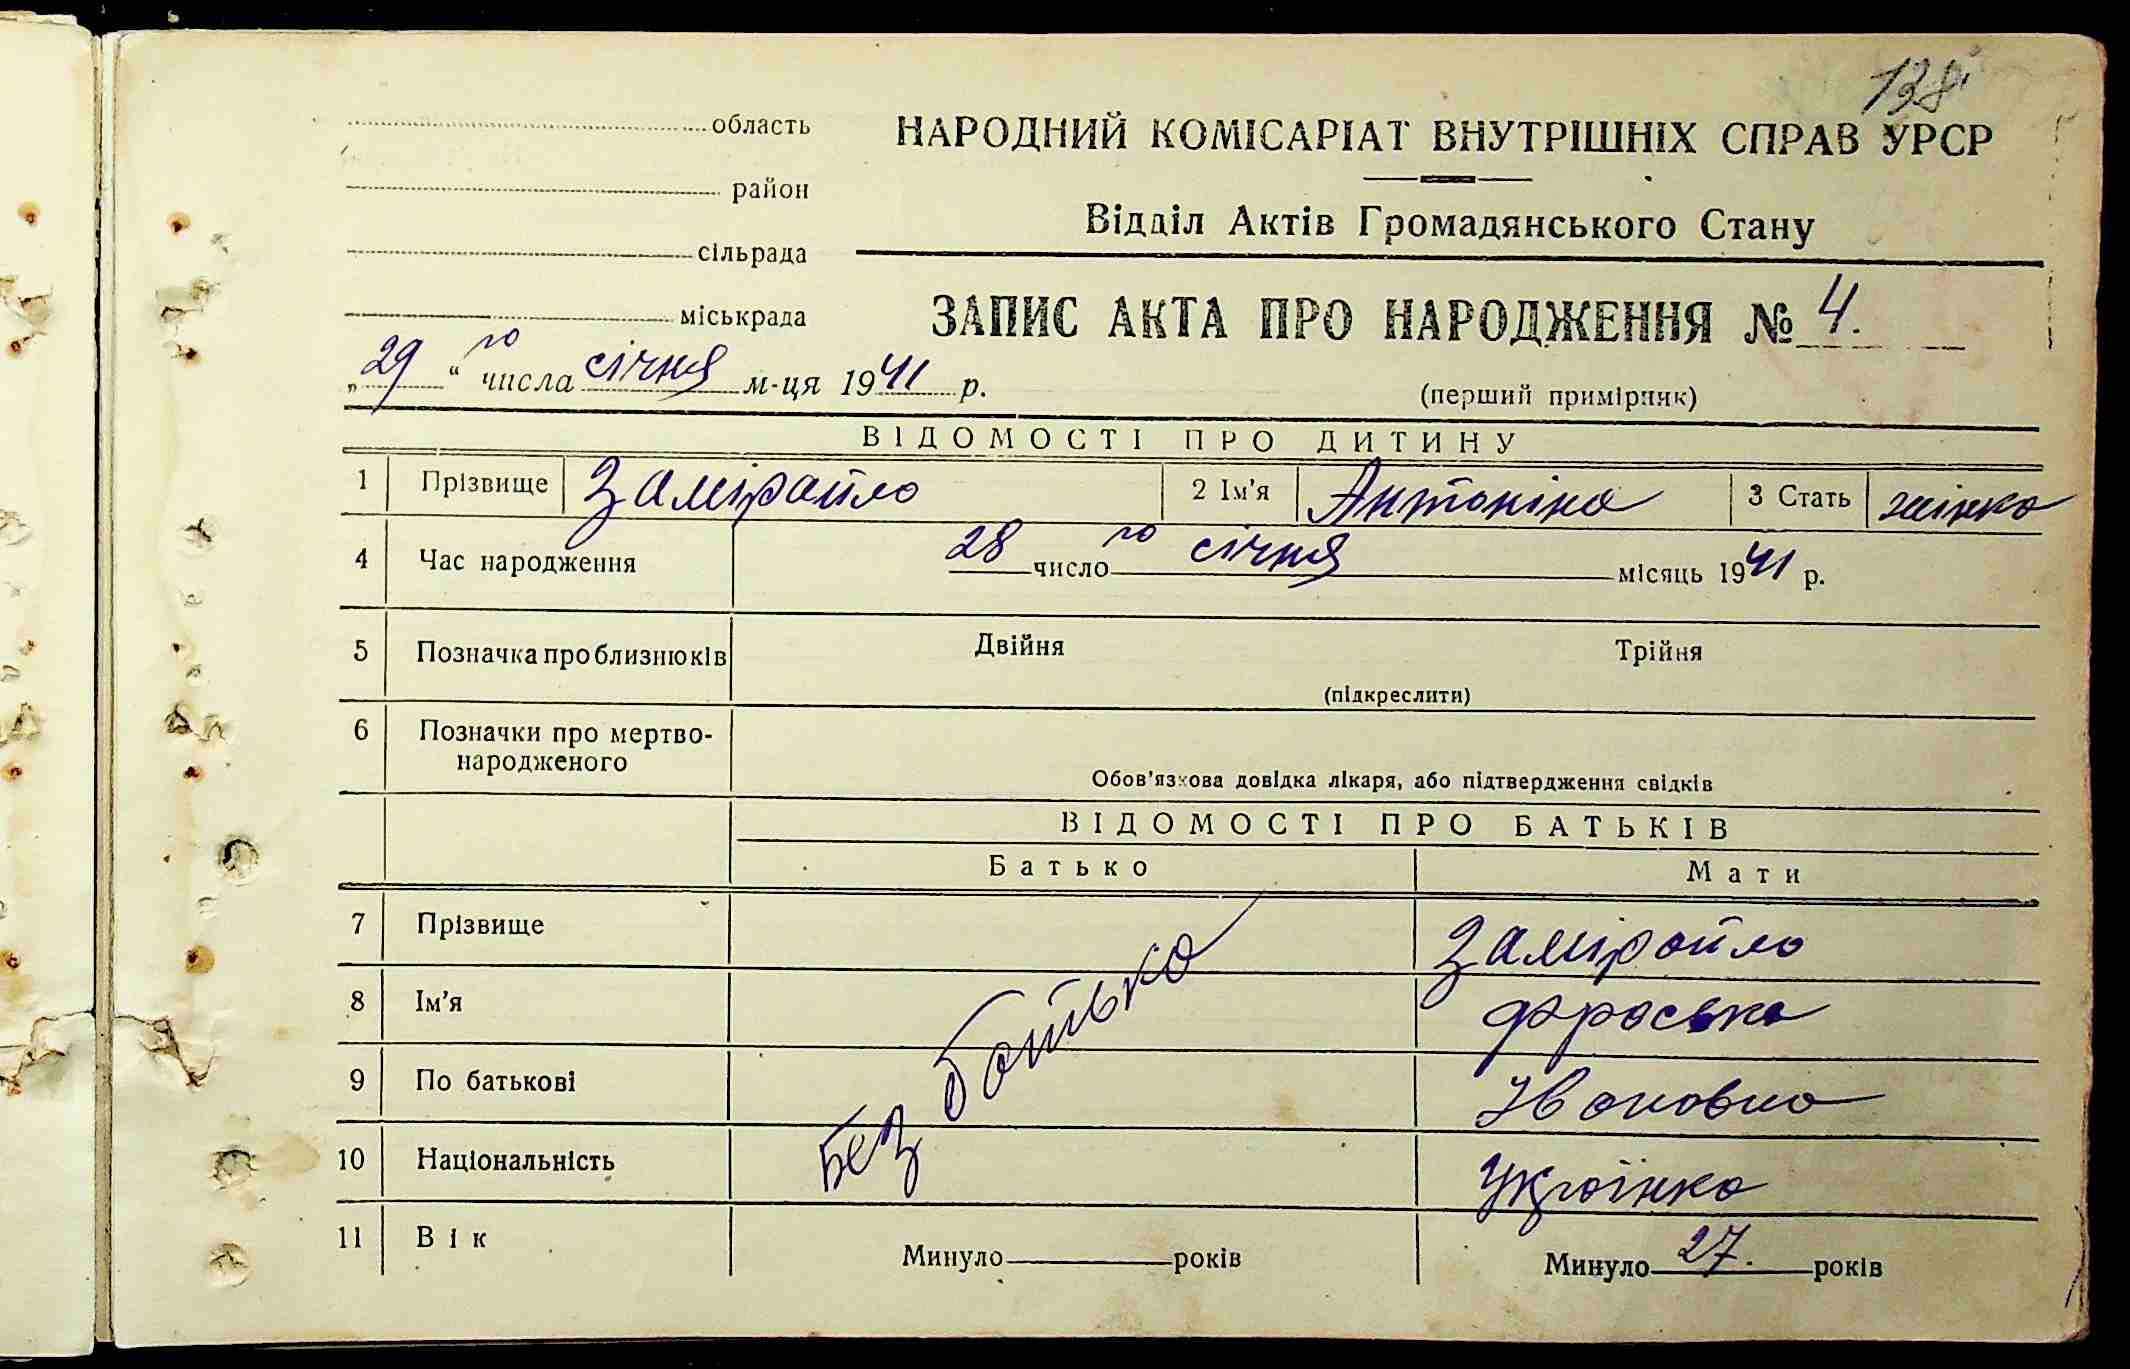 138
область
НАРОДНИЙ КОМІСАРІАТ ВНУТРІШНІХ СПРАВ УРСР
район
Відділ Актів Громадянського Стану
сільрада
міськрада
ЗАПИС АКТА ПРО НАРОДЖЕННЯ № 4.
„29“ го числа січня м-ця 1941 р.
(перший примірник)
ВІДОМОСТІ ПРО ДИТИНУ
1 Прізвище Замірайло 2 Ім'я Антоніна 3 Стать жінка
4 Час народження 28 число го січня місяць 1941 р.
5 Позначка про близнюків Двійня Трійня
(підкреслити)
6 Позначки про мертво-
народженого
Обов'язкова довідка лікаря, або підтвердження свідків
ВІДОМОСТІ ПРО БАТЬКІВ
Батько Мати
7 Прізвище Заміройло
8 Ім'я Фроська
9 По батькові Івановна
10 Національність Українка
без батька
11 Вік Минуло років Минуло 27. років